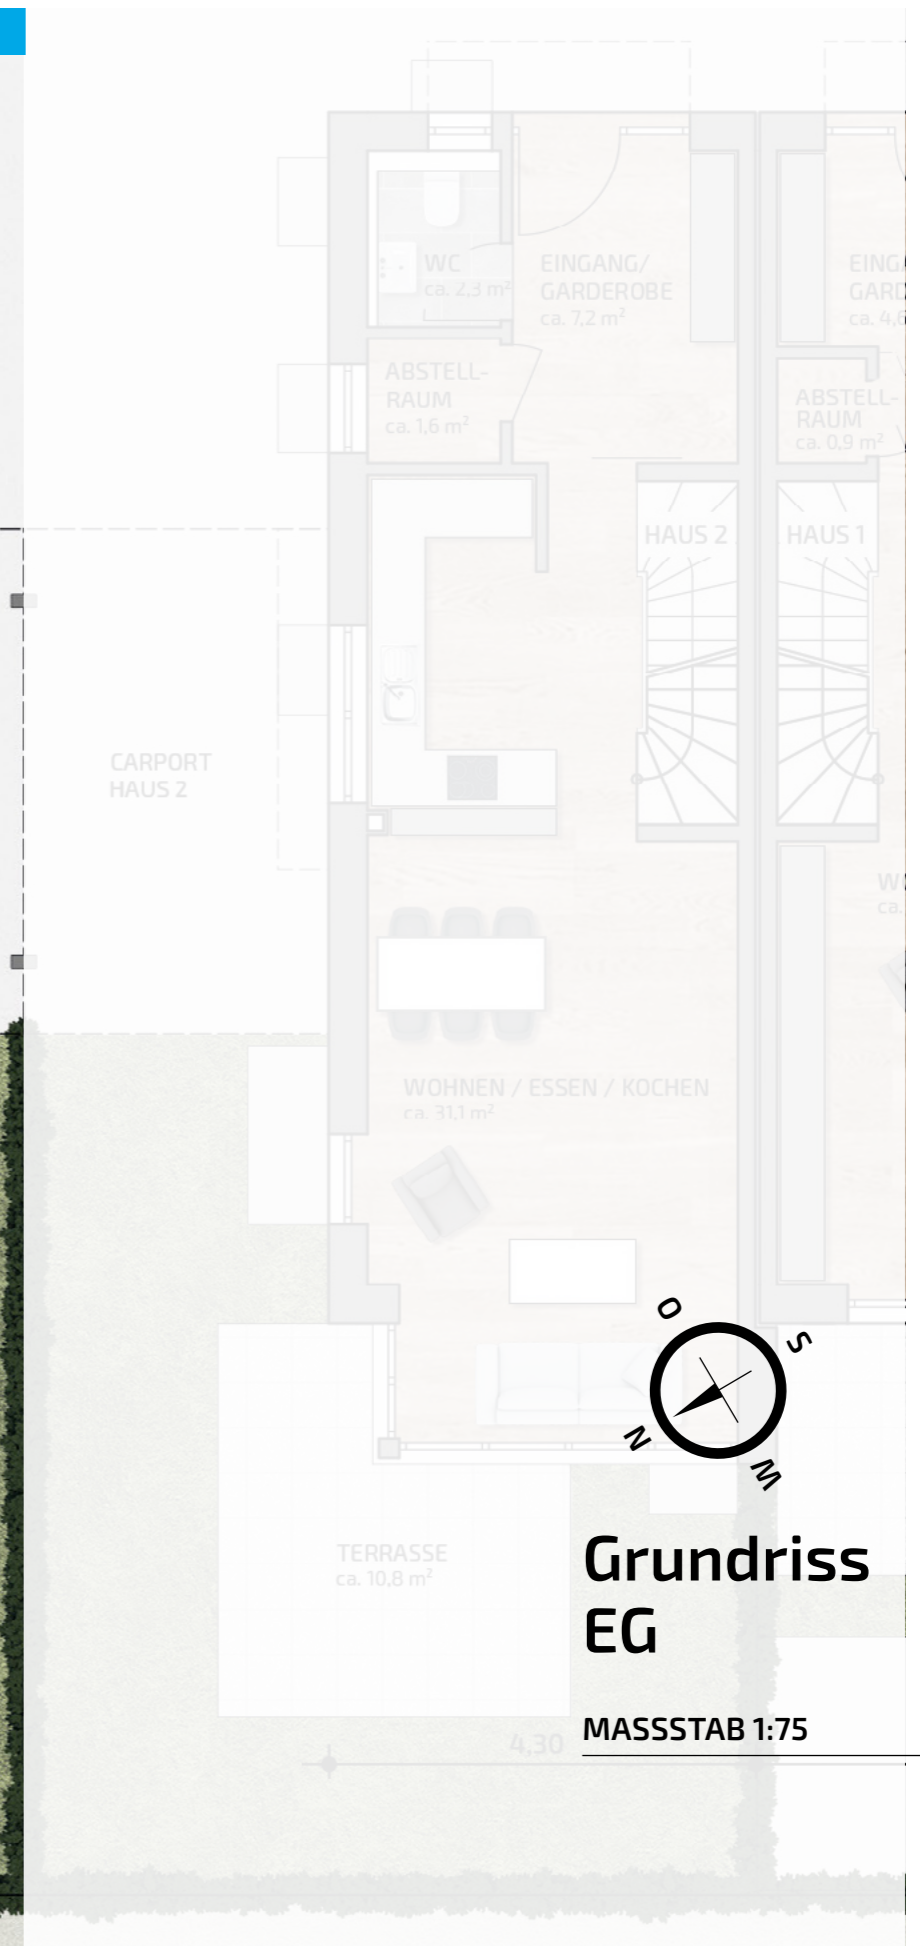 WC
ca. 2,3 m²
EINGANG/
GARDEROBE
ca. 7,2 m²
ABSTELL-
RAUM
ca. 1,6 m²
ABSTELL-
RAUM
ca. 0,9 m²
HAUS 2
HAUS 1
CARPORT
HAUS 2
WOHNEN / ESSEN / KOCHEN
ca. 31,1 m²
O
S
N
W
TERRASSE
ca. 10,8 m²
Grundriss
EG
MASSSTAB 1:75
4,30